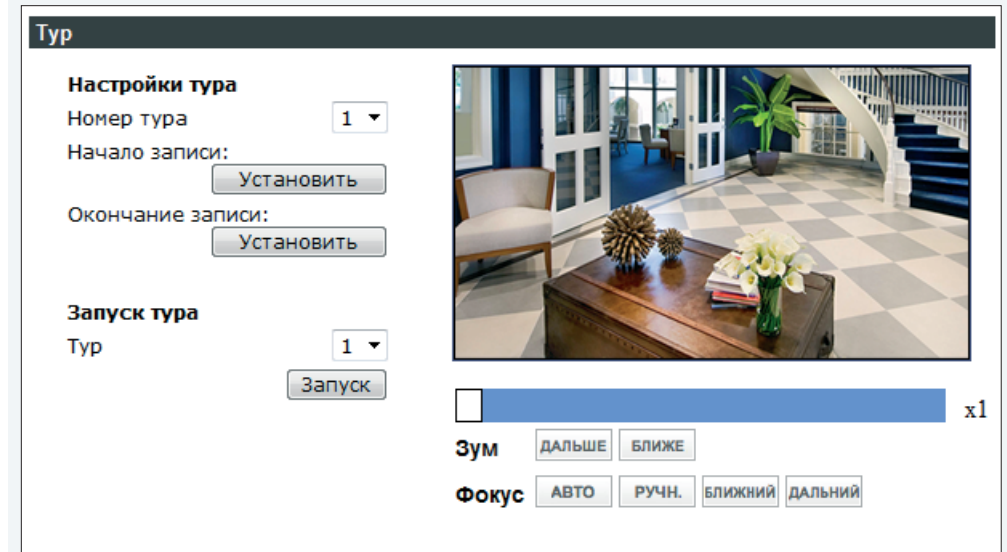 Тур
Настройки тура
Номер тура 1
Начало записи:
Установить
Окончание записи:
Установить
Запуск тура
Тур 1
Запуск
x1
Зум ДАЛЬШЕ БЛИЖЕ
Фокус АВТО РУЧН. БЛИЖНИЙ ДАЛЬНИЙ